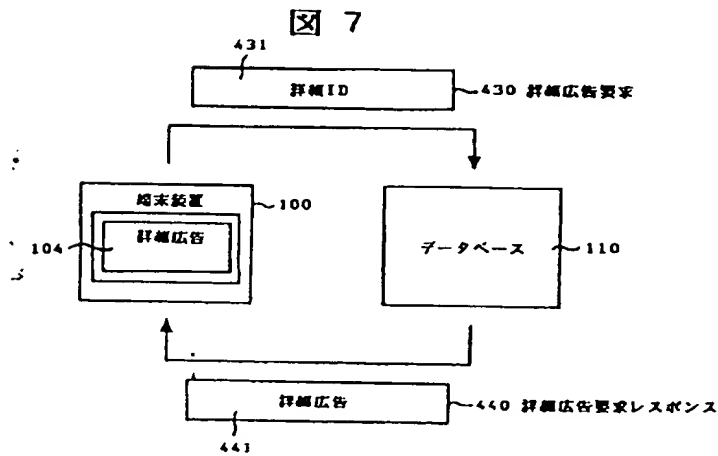 図 7
431
詳細ID
430 詳細広告要求
端末装置
100
詳細広告
104
データベース
110
詳細広告
440 詳細広告要求レスポンス
441